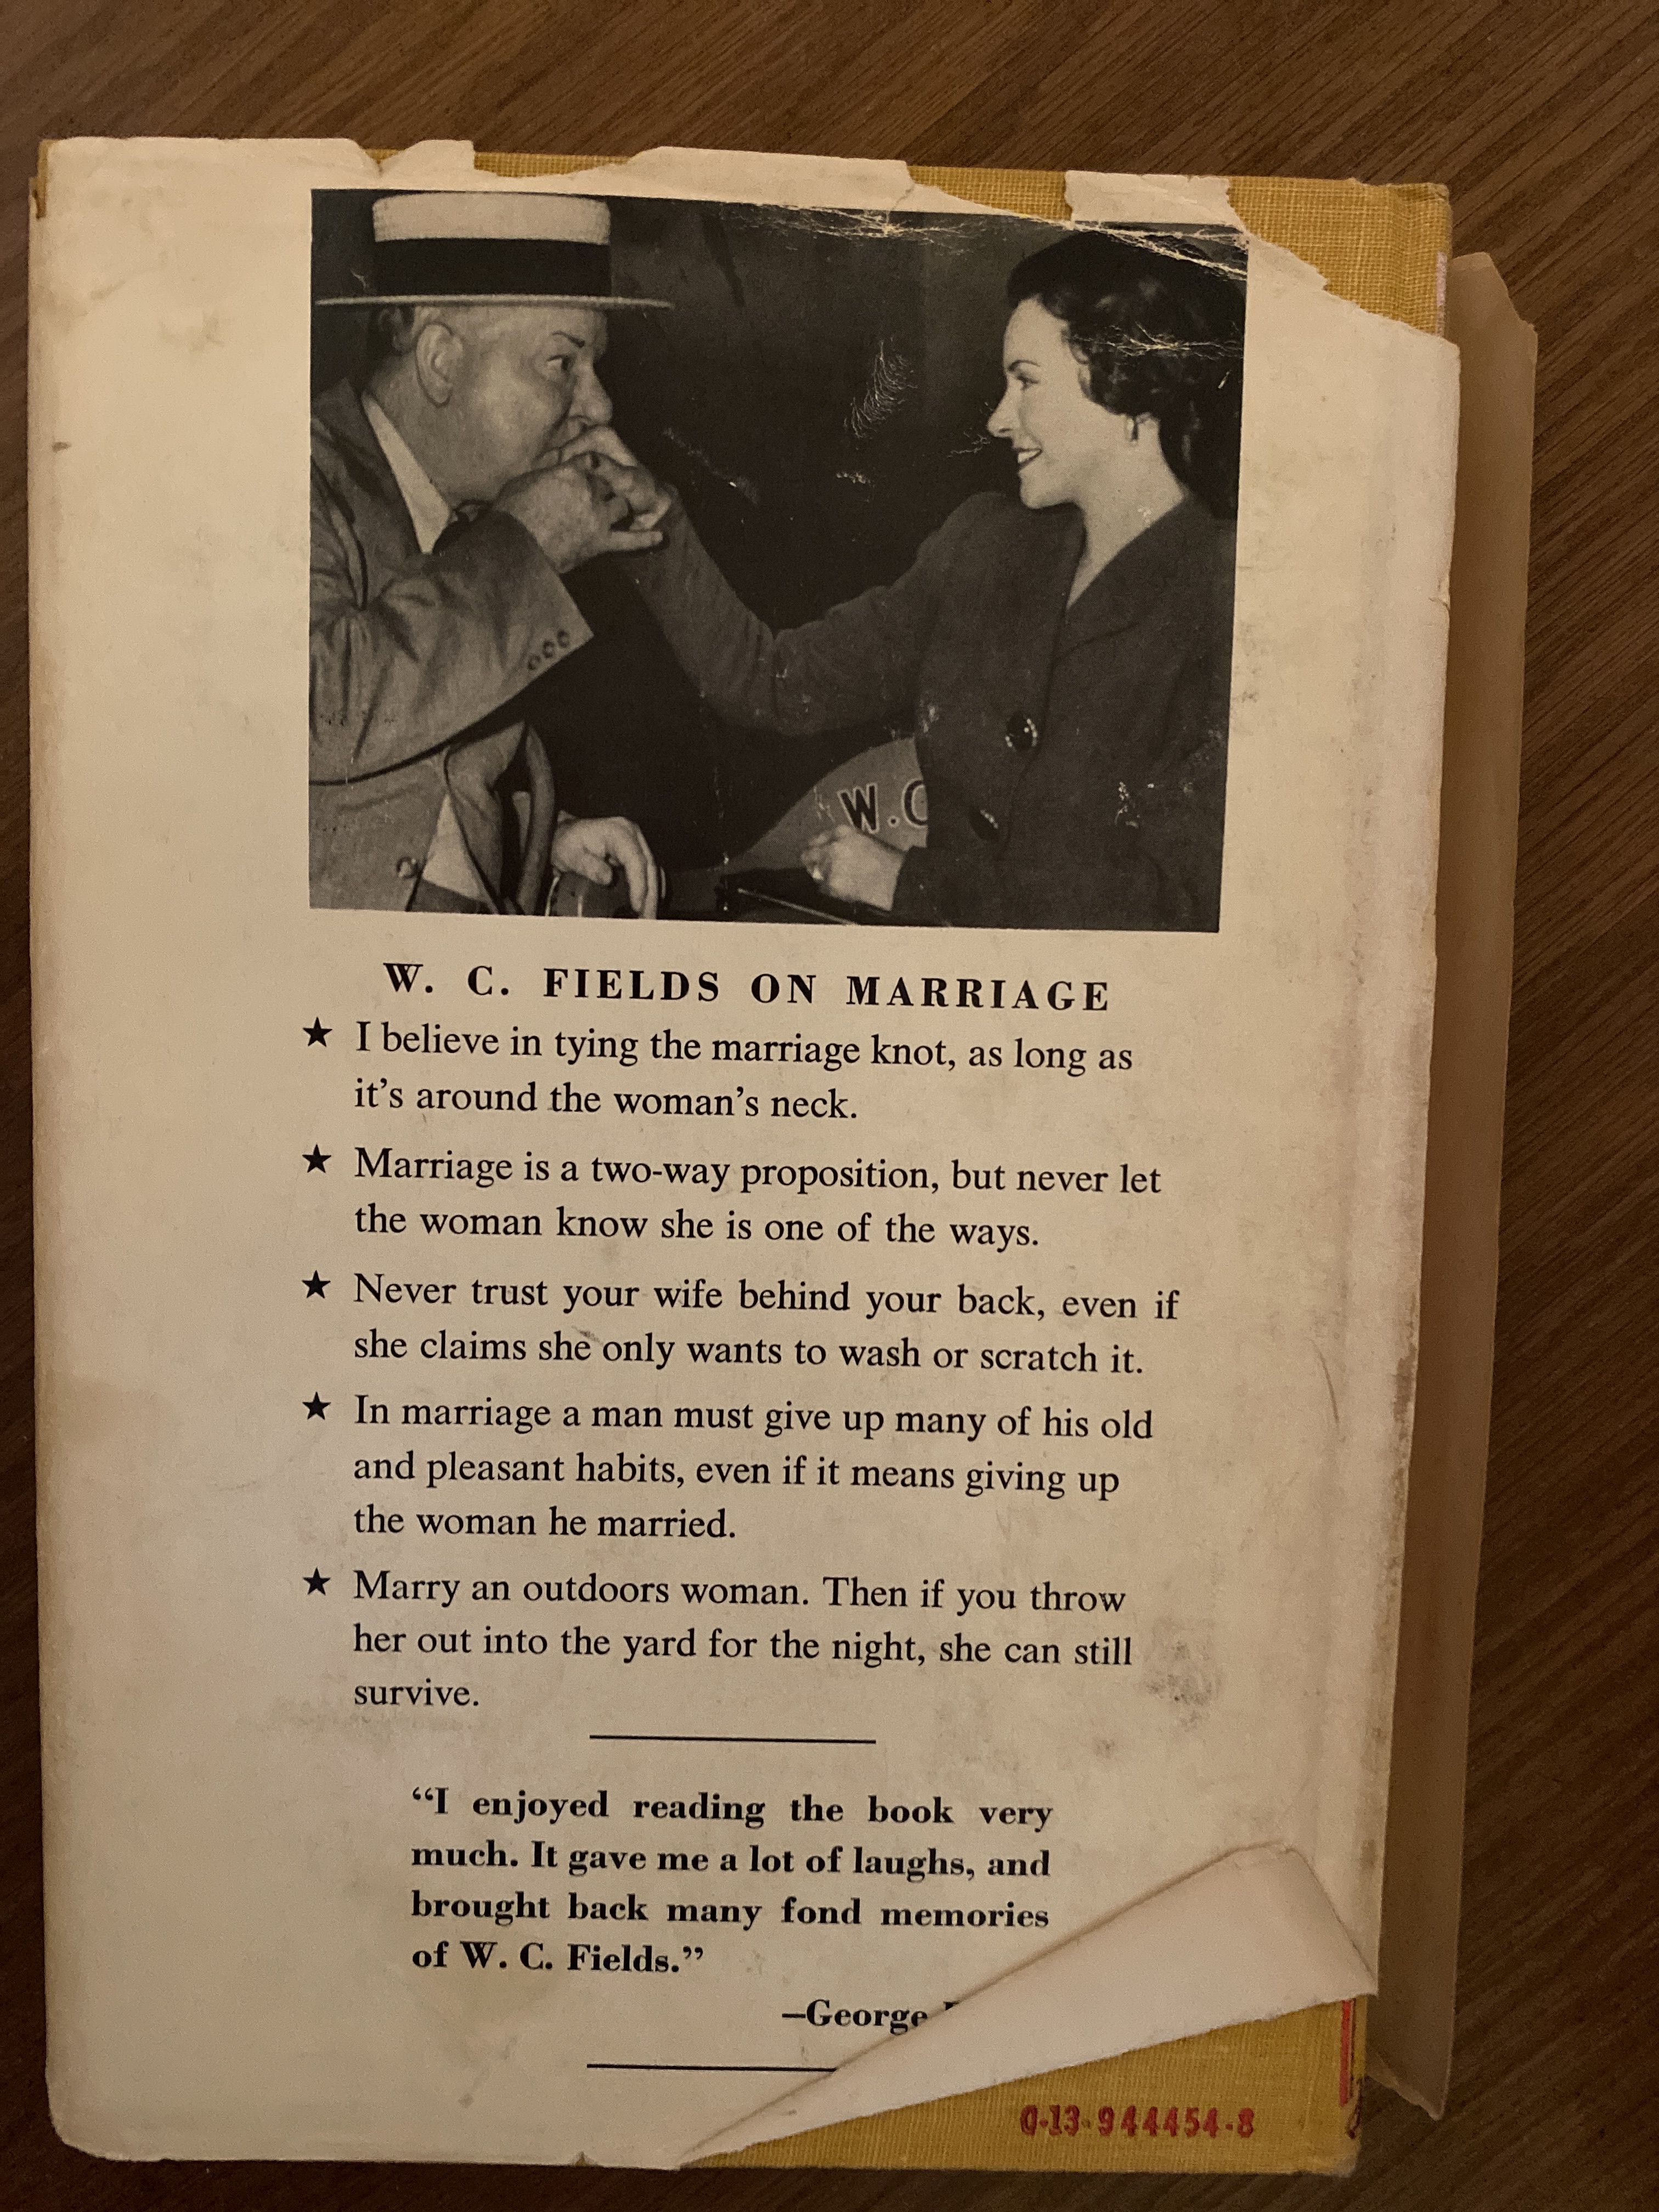 W.C
W. C. FIELDS ON MARRIAGE
★ I believe in tying the marriage knot, as long as
it's around the woman's neck.
★ Marriage is a two-way proposition, but never let
the woman know she is one of the ways.
★ Never trust your wife behind your back, even if
she claims she only wants to wash or scratch it.
★ In marriage a man must give up many of his old
and pleasant habits, even if it means giving up
the woman he married.
★ Marry an outdoors woman. Then if you throw
her out into the yard for the night, she can still
survive.
“I enjoyed reading the book very
much. It gave me a lot of laughs, and
brought back many fond memories
of W. C. Fields.”
—George
0-13-944454-8